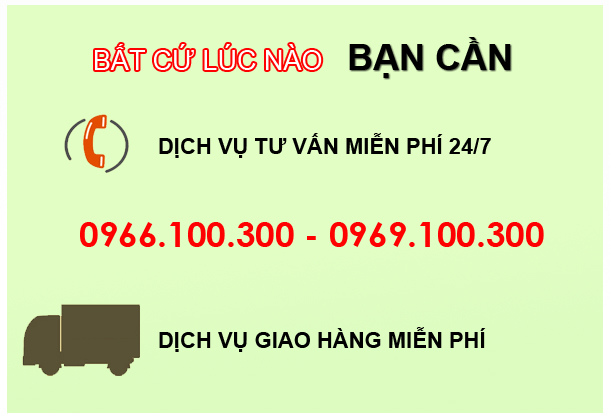 BẤT CỨ LÚC NÀO BẠN CẦN
DỊCH VỤ TƯ VẤN MIỄN PHÍ 24/7
0966.100.300 - 0969.100.300
DỊCH VỤ GIAO HÀNG MIỄN PHÍ